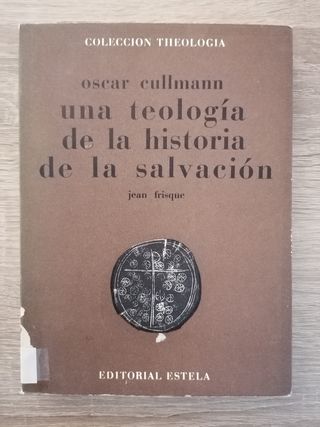 COLECCION THEOLOGIA
oscar cullmann
una teología
de la historia
de la salvación
jean frisque
EDITORIAL ESTELA